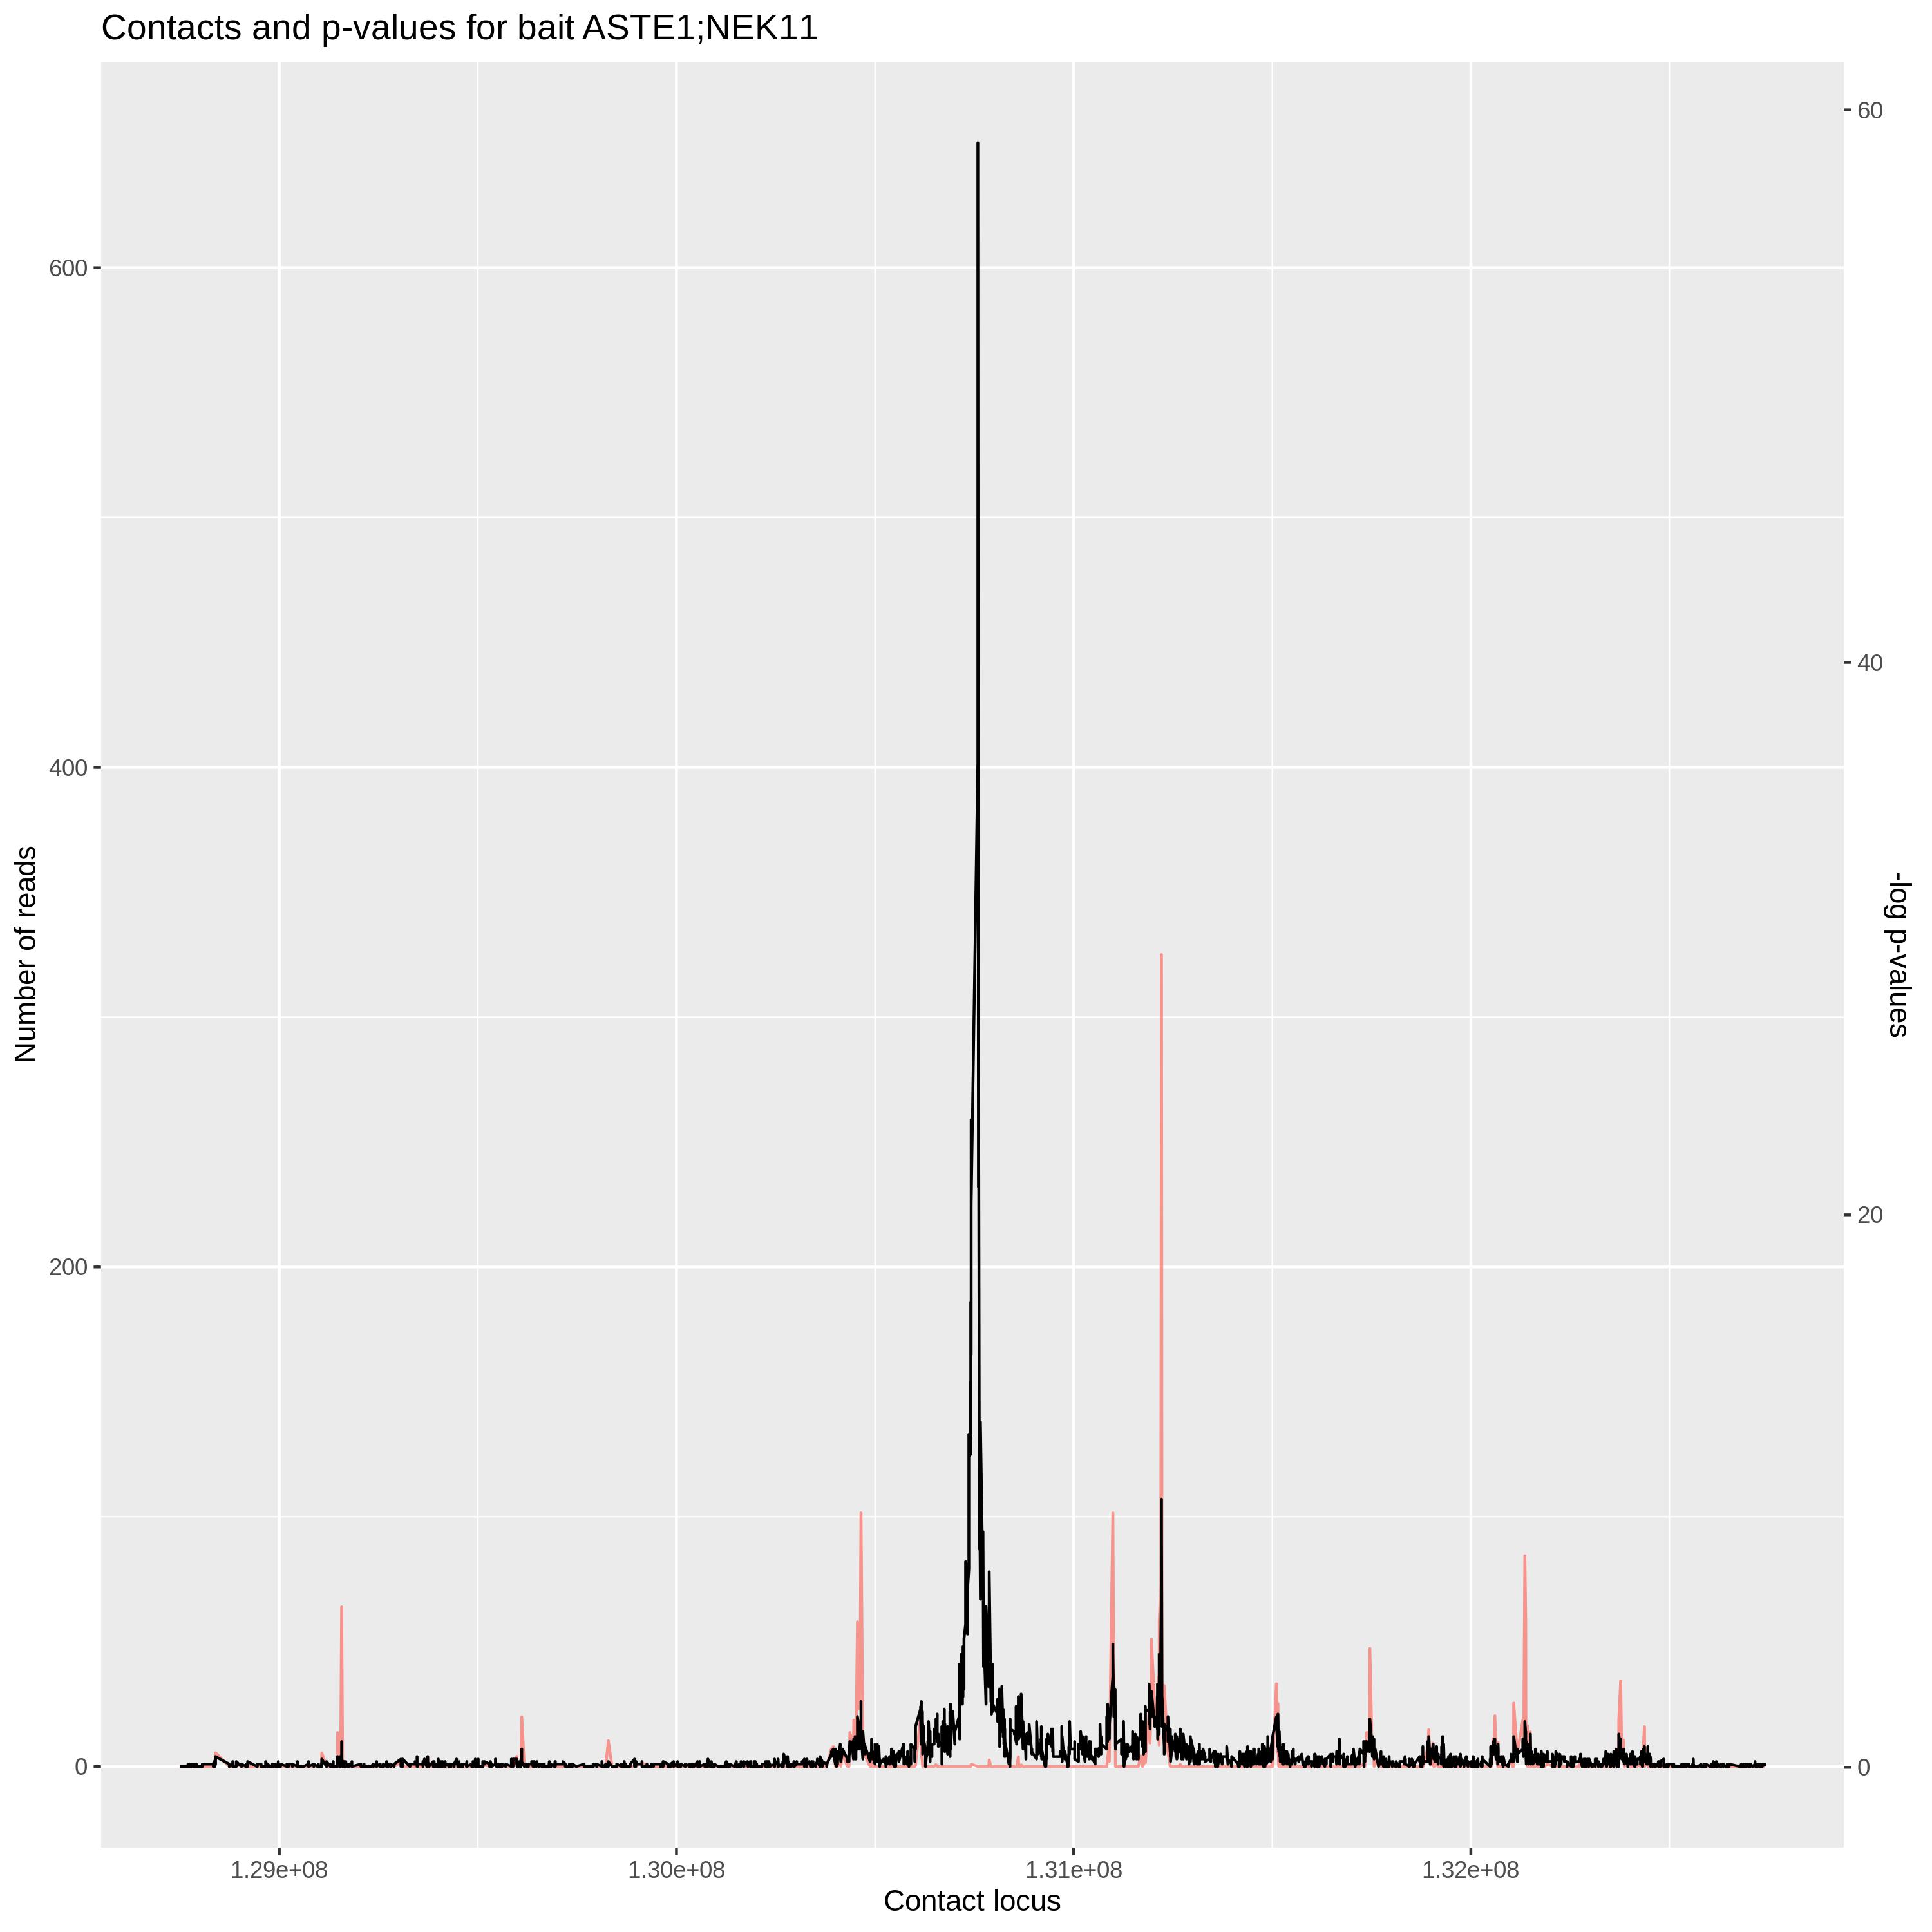 Contacts and p-values for bait ASTE1;NEK11
Number of reads
600
400
200
0
60
40
20
0
-log p-values
1.29e+08
1.30e+08
1.31e+08
1.32e+08
Contact locus